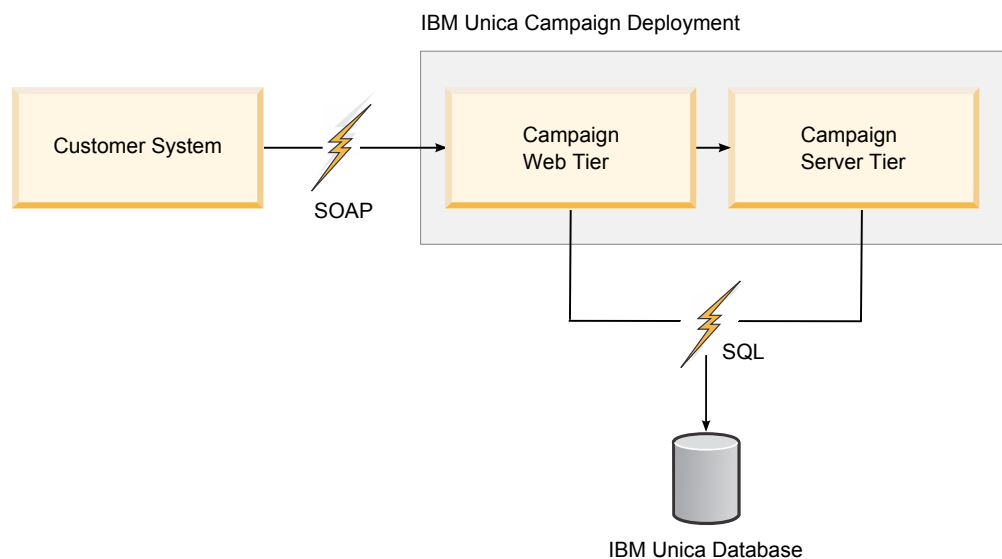 IBM Unica Campaign Deployment
Customer System
SOAP
Campaign
Web Tier
Campaign
Server Tier
SQL
IBM Unica Database